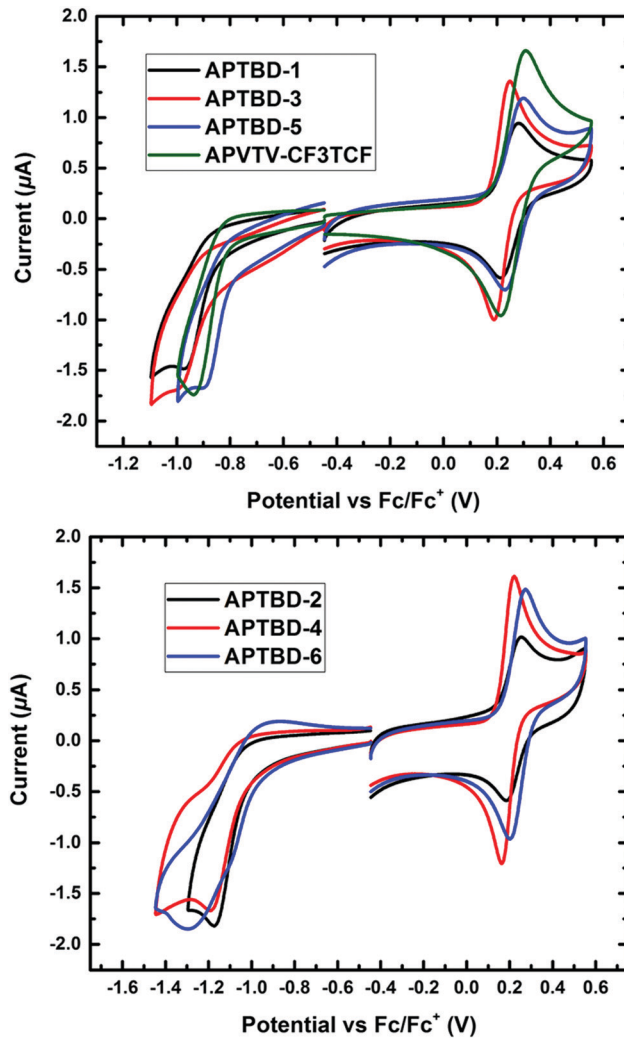 2.0
1.5
1.0
0.5
0.0
-0.5
-1.0
-1.5
-2.0
Current (μA)
APTBD-1
APTBD-3
APTBD-5
APVTV-CF3TCF
-1.2 -1.0 -0.8 -0.6 -0.4 -0.2 0.0 0.2 0.4 0.6
Potential vs Fc/Fc⁺ (V)
2.0
1.5
1.0
0.5
0.0
-0.5
-1.0
-1.5
-2.0
Current (μA)
APTBD-2
APTBD-4
APTBD-6
-1.6 -1.4 -1.2 -1.0 -0.8 -0.6 -0.4 -0.2 0.0 0.2 0.4 0.6
Potential vs Fc/Fc⁺ (V)